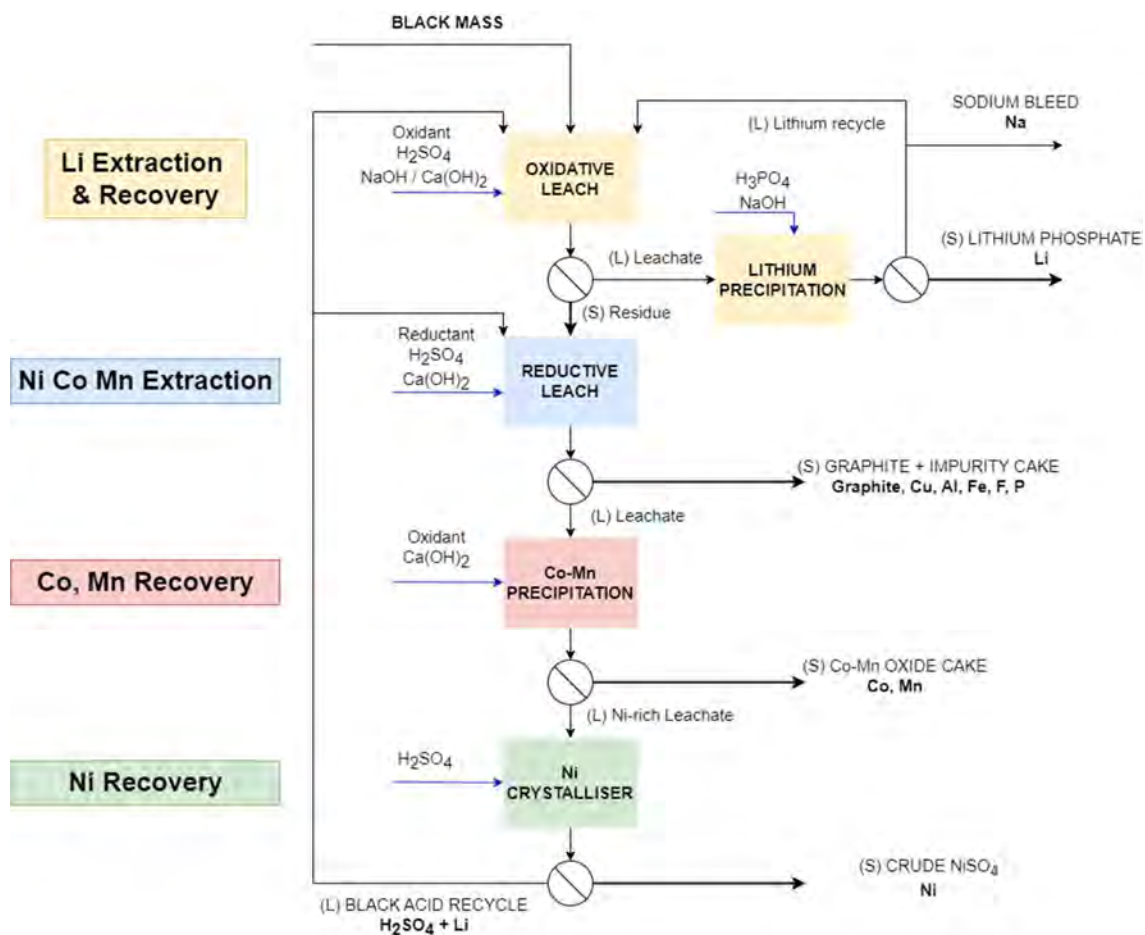 BLACK MASS
Li Extraction
& Recovery
Oxidant
H₂SO₄
NaOH / Ca(OH)₂
OXIDATIVE
LEACH
(L) Lithium recycle
SODIUM BLEED
Na
H₃PO₄
NaOH
(L) Leachate
LITHIUM
PRECIPITATION
(S) LITHIUM PHOSPHATE
Li
(S) Residue
Ni Co Mn Extraction
Reductant
H₂SO₄
Ca(OH)₂
REDUCTIVE
LEACH
(S) GRAPHITE + IMPURITY CAKE
Graphite, Cu, Al, Fe, F, P
(L) Leachate
Co, Mn Recovery
Oxidant
Ca(OH)₂
Co-Mn
PRECIPITATION
(S) Co-Mn OXIDE CAKE
Co, Mn
(L) Ni-rich Leachate
Ni Recovery
H₂SO₄
Ni
CRYSTALLISER
(S) CRUDE NiSO₄
Ni
(L) BLACK ACID RECYCLE
H₂SO₄ + Li